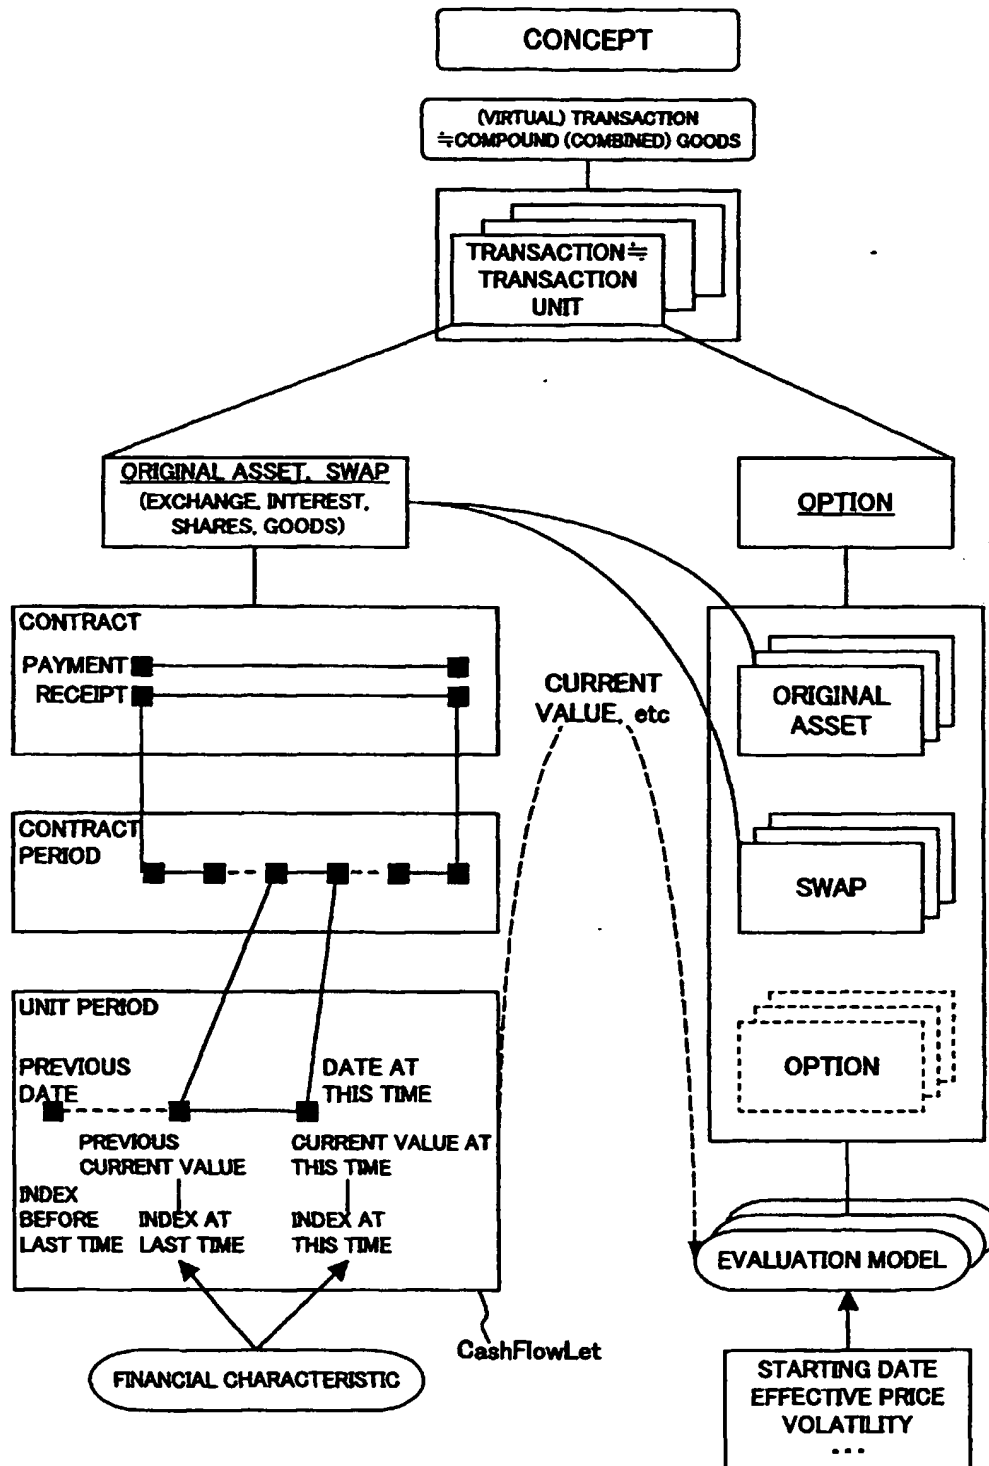 CONCEPT
(VIRTUAL) TRANSACTION
≒COMPOUND (COMBINED) GOODS
TRANSACTION≒
TRANSACTION
UNIT
ORIGINAL ASSET, SWAP
(EXCHANGE, INTEREST,
SHARES, GOODS)
OPTION
CONTRACT
PAYMENT
RECEIPT
CURRENT
VALUE, etc
ORIGINAL
ASSET
CONTRACT
PERIOD
SWAP
UNIT PERIOD
PREVIOUS
DATE
DATE AT
THIS TIME
OPTION
PREVIOUS
CURRENT VALUE
CURRENT VALUE AT
THIS TIME
INDEX
BEFORE
LAST TIME
INDEX AT
LAST TIME
INDEX AT
THIS TIME
EVALUATION MODEL
CashFlowLet
FINANCIAL CHARACTERISTIC
STARTING DATE
EFFECTIVE PRICE
VOLATILITY
...